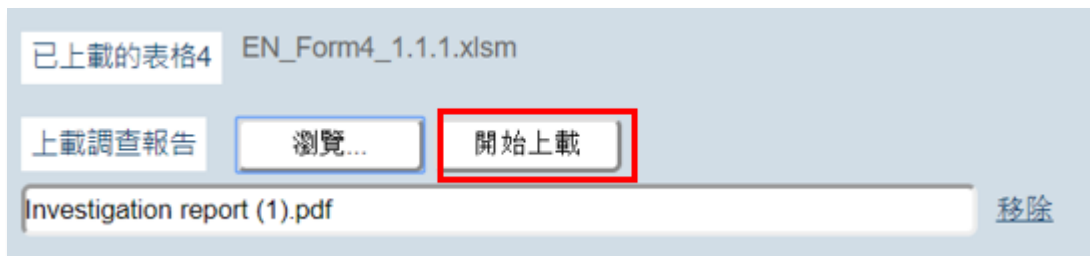 已上載的表格4 EN_Form4_1.1.1.xlsm
上載調查報告 瀏覽... 開始上載
Investigation report (1).pdf 移除